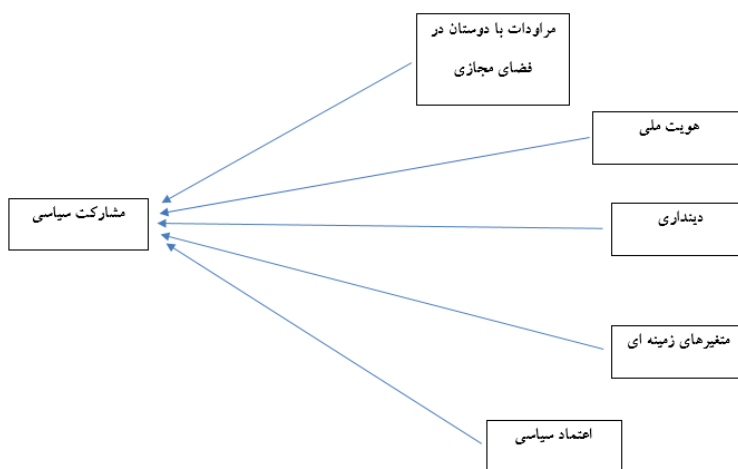 مراودات با دوستان در
فضای مجازی
هویت ملی
مشارکت سیاسی
دینداری
متغیرهای زمینه ای
اعتماد سیاسی